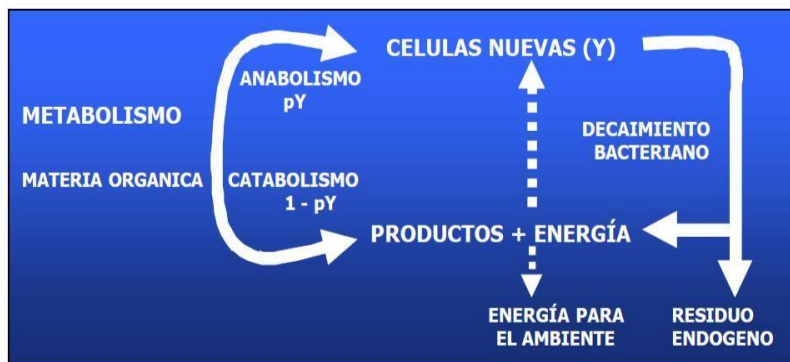 CELULAS NUEVAS (Y)
ANABOLISMO
pY
METABOLISMO
DECAIMIENTO
BACTERIANO
MATERIA ORGANICA
CATABOLISMO
1 - pY
PRODUCTOS + ENERGÍA
ENERGÍA PARA
EL AMBIENTE
RESIDUO
ENDOGENO